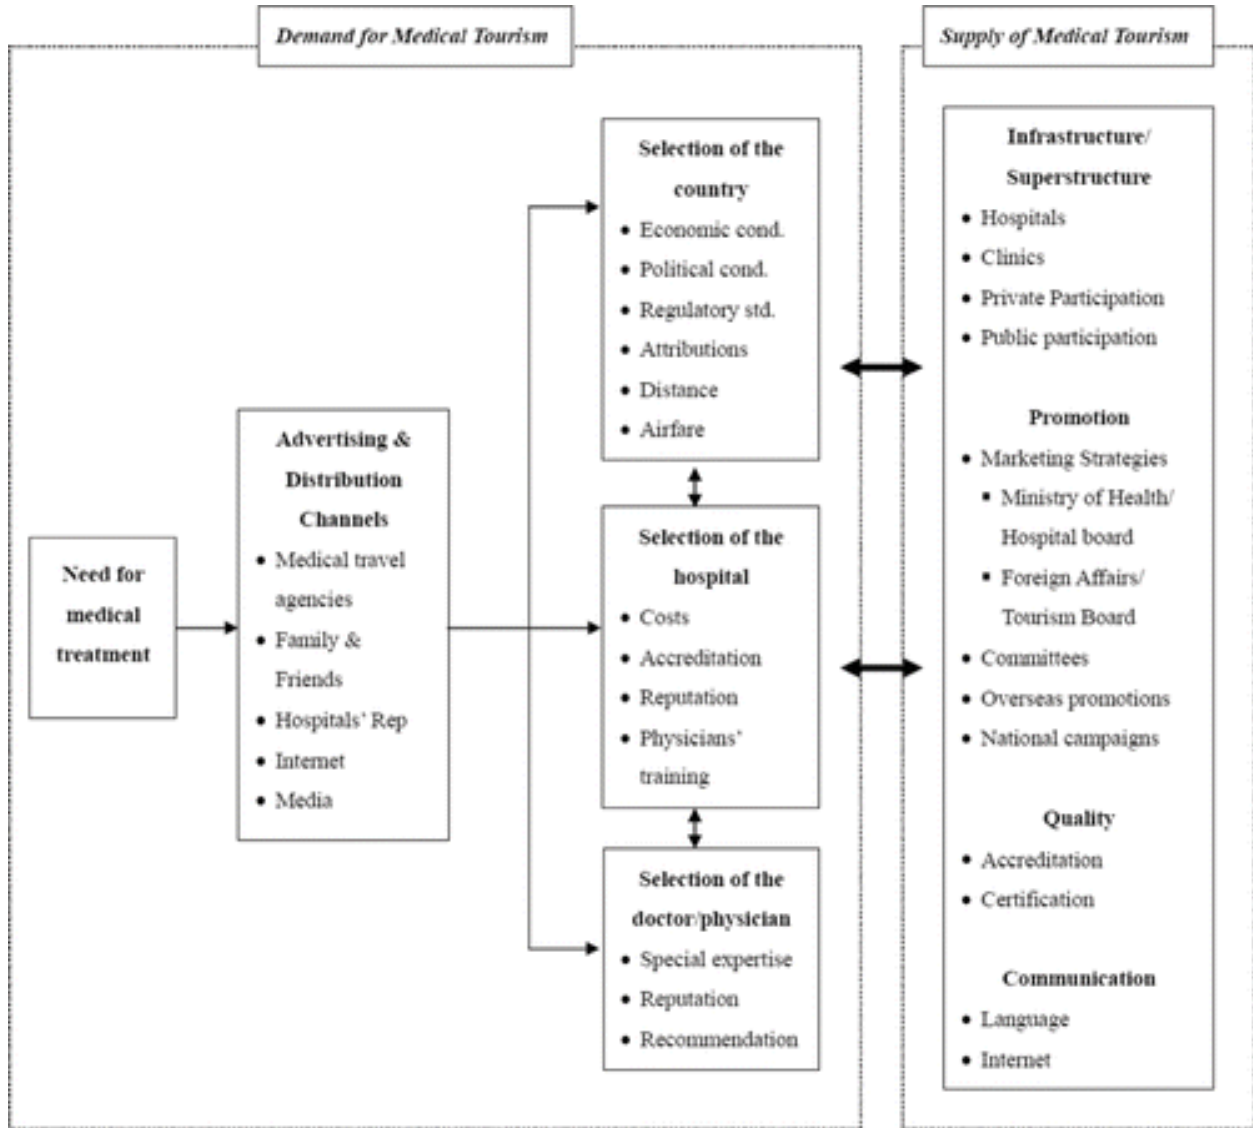 Demand for Medical Tourism
Need for
medical
treatment
Advertising &
Distribution
Channels
• Medical travel
agencies
• Family &
Friends
• Hospitals' Rep
• Internet
• Media
Selection of the
country
• Economic cond.
• Political cond.
• Regulatory std.
• Attributions
• Distance
• Airfare
Selection of the
hospital
• Costs
• Accreditation
• Reputation
• Physicians'
training
Selection of the
doctor/physician
• Special expertise
• Reputation
• Recommendation
Supply of Medical Tourism
Infrastructure/
Superstructure
• Hospitals
• Clinics
• Private Participation
• Public participation
Promotion
• Marketing Strategies
▪ Ministry of Health/
Hospital board
▪ Foreign Affairs/
Tourism Board
• Committees
• Overseas promotions
• National campaigns
Quality
• Accreditation
• Certification
Communication
• Language
• Internet